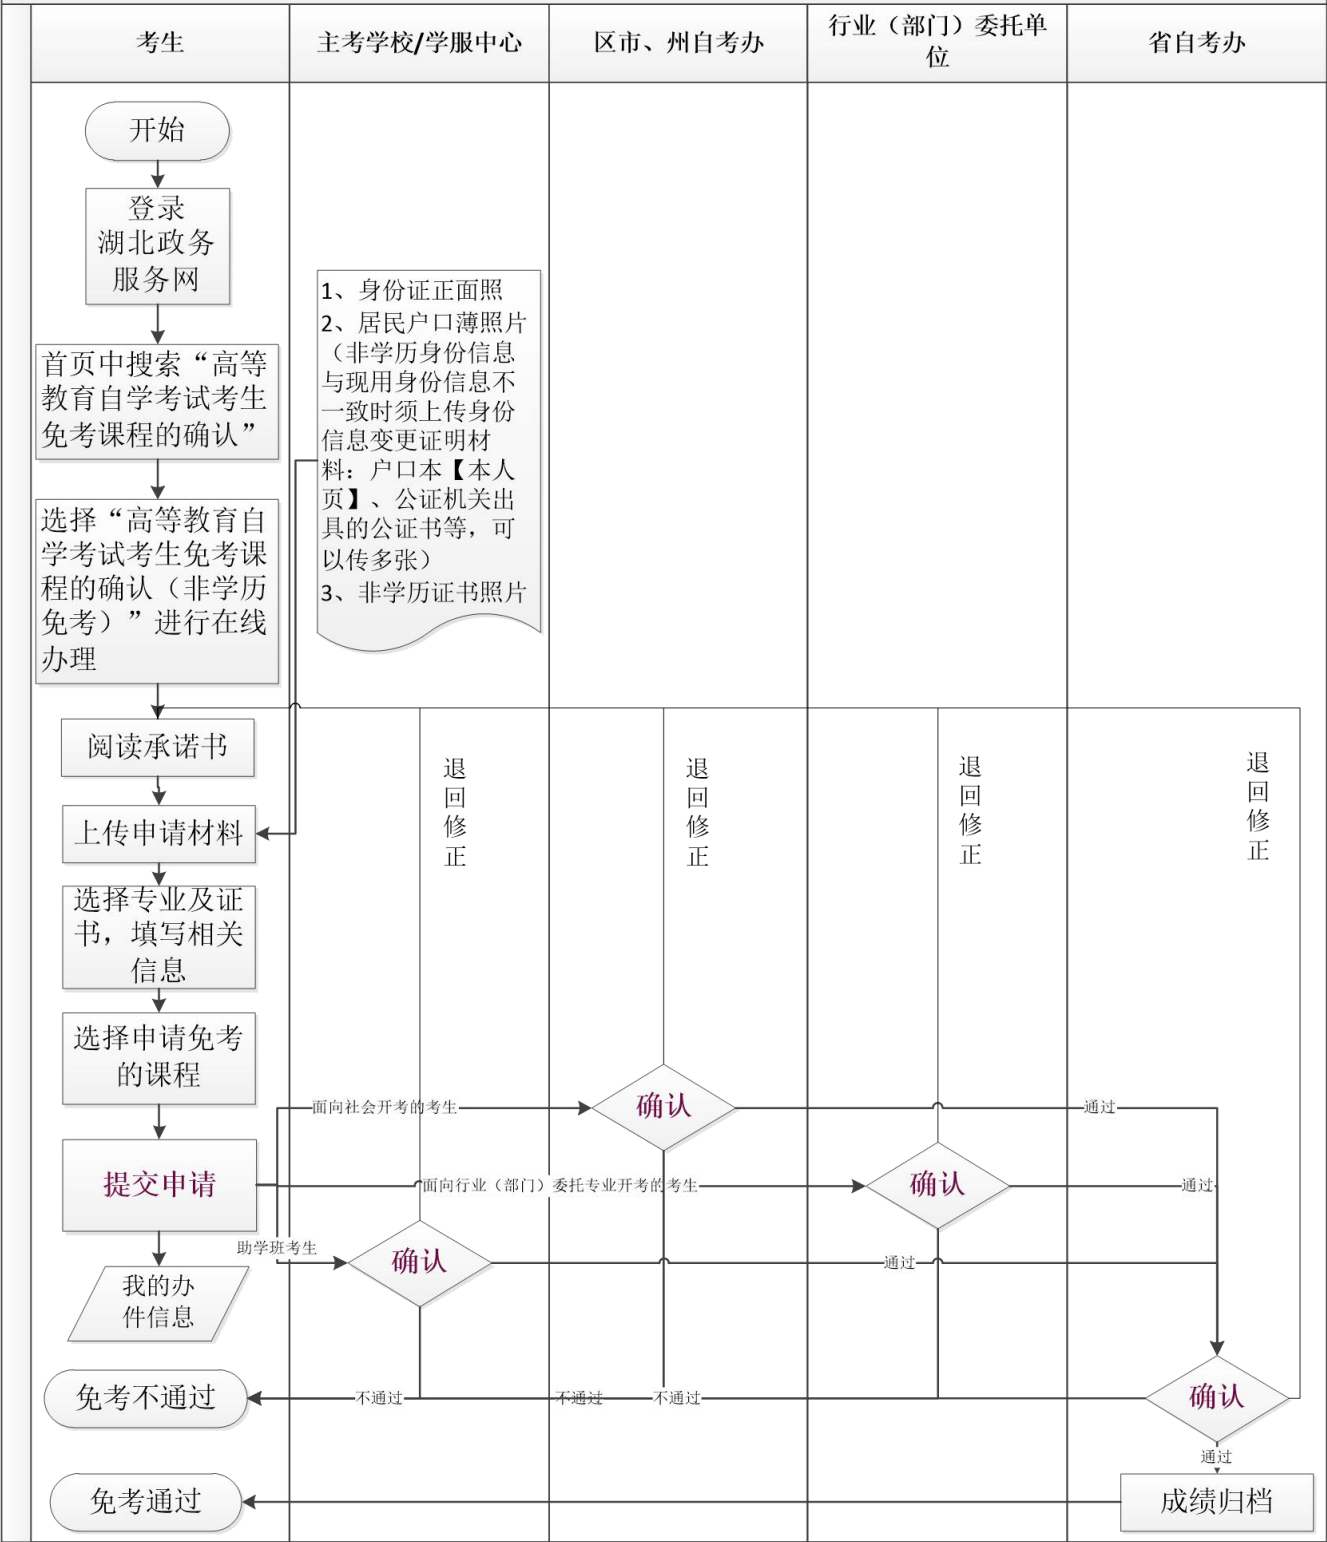 考生
主考学校/学服中心
区市、州自考办
行业（部门）委托单
位
省自考办
开始
登录
湖北政务
服务网
首页中搜索“高等
教育自学考试考生
免考课程的确认”
选择“高等教育自
学考试考生免考课
程的确认（非学历
免考）”进行在线
办理
1、身份证正面照
2、居民户口薄照片
（非学历身份信息
与现用身份信息不
一致时须上传身份
信息变更证明材
料：户口本【本人
页】、公证机关出
具的公证书等，可
以传多张）
3、非学历证书照片
阅读承诺书
上传申请材料
选择专业及证
书，填写相关
信息
选择申请免考
的课程
提交申请
我的办
件信息
退回修正
退回修正
退回修正
退回修正
面向社会开考的考生
确认
通过
面向行业（部门）委托专业开考的考生
确认
通过
助学班考生
确认
通过
免考不通过
不通过
不通过
不通过
确认
通过
免考通过
成绩归档